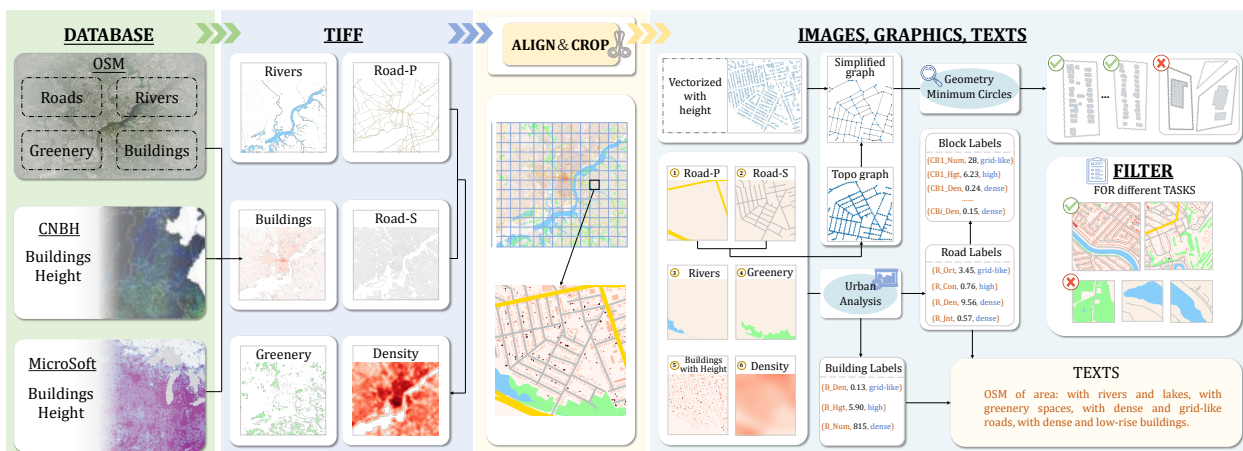 DATABASE
OSM
Roads
Rivers
Greenery
Buildings
CNBH
Buildings
Height
MicroSoft
Buildings
Height
TIFF
Rivers
Road-P
Buildings
Road-S
Greenery
Density
ALIGN & CROP
IMAGES, GRAPHICS, TEXTS
Vectorized
with
height
Simplified
graph
Topo graph
① Road-P
② Road-S
③ Rivers
④ Greenery
⑤ Buildings
with Height
⑥ Density
Geometry
Minimum Circles
...
Urban
Analysis
Block Labels
(CB1_Num, 28, grid-like)
(CB1_Hgt, 6.23, high)
(CB1_Den, 0.24, dense)
......
(CBi_Den, 0.15, dense)
Road Labels
(R_Ort, 3.45, grid-like)
(R_Con, 0.76, high)
(R_Den, 9.56, dense)
(R_Jnt, 0.57, dense)
Building Labels
(B_Den, 0.13, grid-like)
(B_Hgt, 5.90, high)
(B_Num, 815, dense)
FILTER
FOR different TASKS
TEXTS
OSM of area: with rivers and lakes, with
greenery spaces, with dense and grid-like
roads, with dense and low-rise buildings.